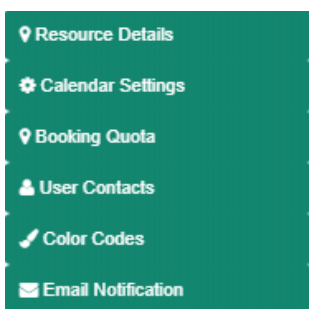 Resource Details
Calendar Settings
Booking Quota
User Contacts
Color Codes
Email Notification